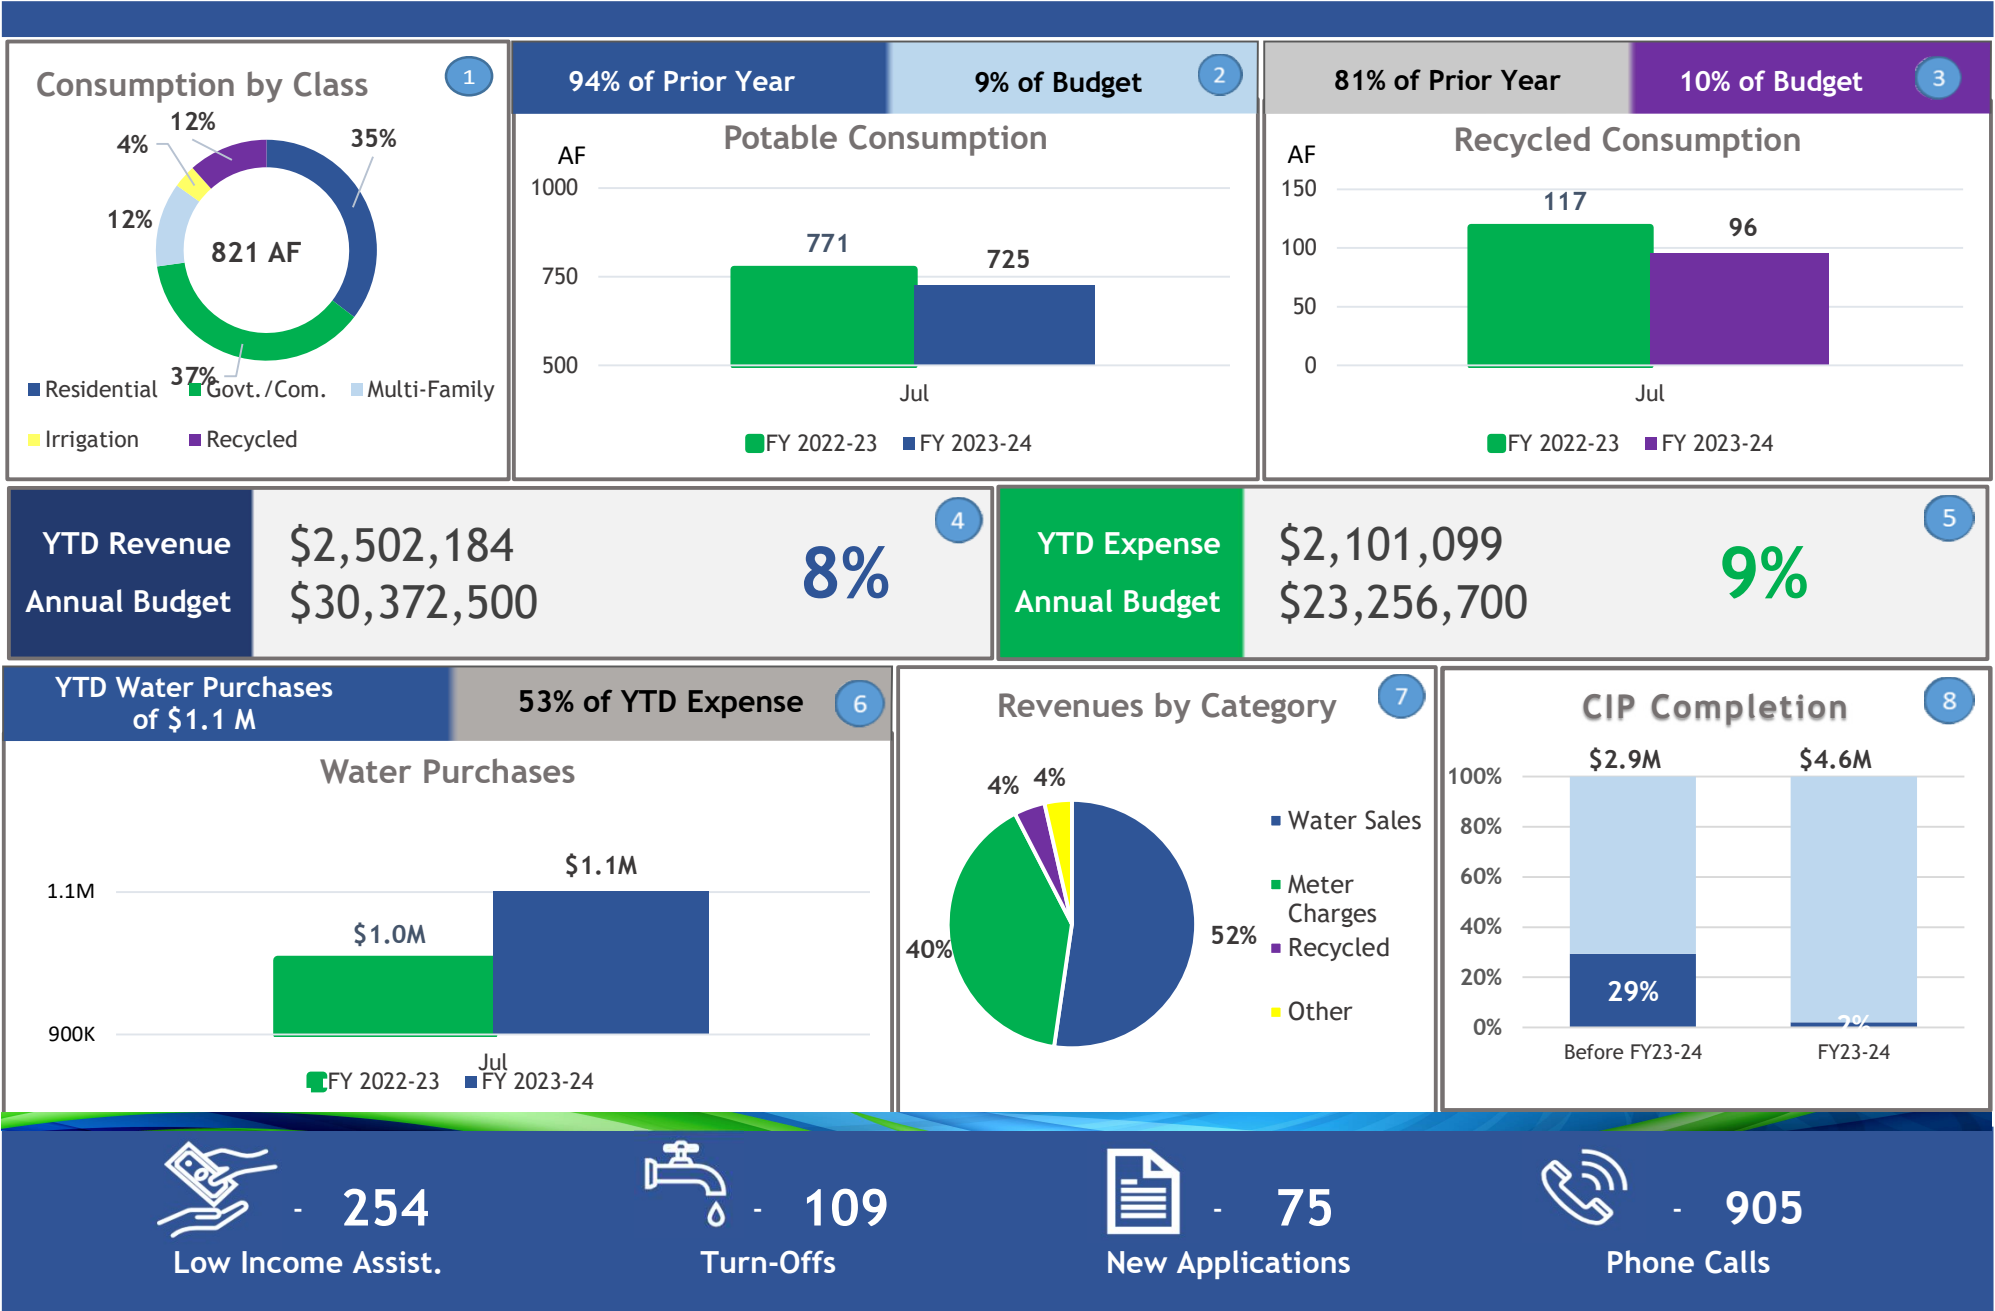 Consumption by Class
1
12%
35%
4%
12%
821 AF
37%
Residential
Govt./Com.
Multi-Family
Irrigation
Recycled
94% of Prior Year
9% of Budget
2
Potable Consumption
AF
1000
771
725
750
500
Jul
FY 2022-23
FY 2023-24
81% of Prior Year
10% of Budget
3
Recycled Consumption
AF
150
117
96
100
50
0
Jul
FY 2022-23
FY 2023-24
YTD Revenue
$2,502,184
Annual Budget
$30,372,500
8%
4
YTD Expense
$2,101,099
Annual Budget
$23,256,700
9%
5
YTD Water Purchases
of $1.1 M
53% of YTD Expense
6
Water Purchases
$1.1M
1.1M
$1.0M
900K
Jul
FY 2022-23
FY 2023-24
Revenues by Category
7
4%
4%
40%
52%
Water Sales
Meter
Charges
Recycled
Other
CIP Completion
8
$2.9M
$4.6M
100%
80%
60%
40%
20%
0%
29%
2%
Before FY23-24
FY23-24
- 254
Low Income Assist.
- 109
Turn-Offs
- 75
New Applications
- 905
Phone Calls